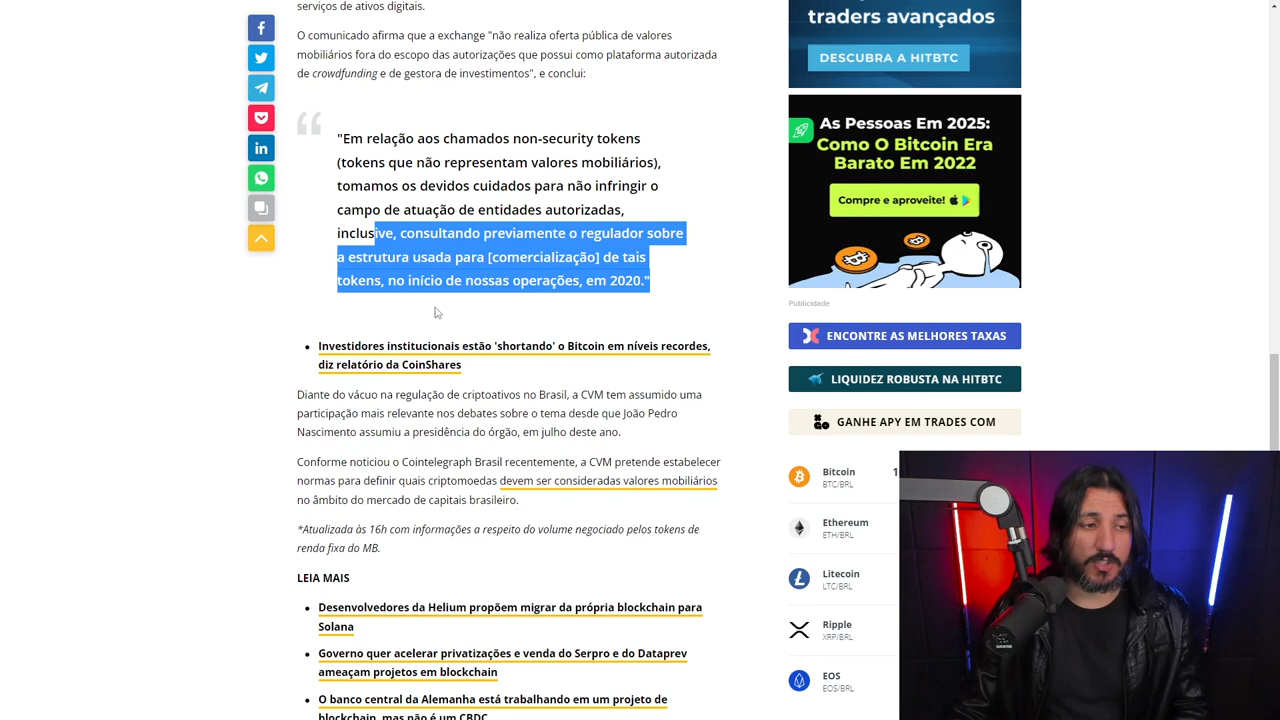 serviços de ativos digitais.
O comunicado afirma que a exchange "não realiza oferta pública de valores
mobiliários fora do escopo das autorizações que possui como plataforma autorizada
de crowdfunding e de gestora de investimentos", e conclui:
"Em relação aos chamados non-security tokens
(tokens que não representam valores mobiliários),
tomamos os devidos cuidados para não infringir o
campo de atuação de entidades autorizadas,
inclusive, consultando previamente o regulador sobre
a estrutura usada para [comercialização] de tais
tokens, no início de nossas operações, em 2020."
Investidores institucionais estão 'shortando' o Bitcoin em níveis recordes,
diz relatório da CoinShares
Diante do vácuo na regulação de criptoativos no Brasil, a CVM tem assumido uma
participação mais relevante nos debates sobre o tema desde que João Pedro
Nascimento assumiu a presidência do órgão, em julho deste ano.
Conforme noticiou o Cointelegraph Brasil recentemente, a CVM pretende estabelecer
normas para definir quais criptomoedas devem ser consideradas valores mobiliários
no âmbito do mercado de capitais brasileiro.
*Atualizada às 16h com informações a respeito do volume negociado pelos tokens de
renda fixa do MB.
LEIA MAIS
Desenvolvedores da Helium propõem migrar da própria blockchain para
Solana
Governo quer acelerar privatizações e venda do Serpro e do Dataprev
ameaçam projetos em blockchain
O banco central da Alemanha está trabalhando em um projeto de
blockchain, mas não é um CBDC
traders avançados
DESCUBRA A HITBTC
As Pessoas Em 2025:
Como O Bitcoin Era
Barato Em 2022
Compre e aproveite!
Publicidade
ENCONTRE AS MELHORES TAXAS
LIQUIDEZ ROBUSTA NA HITBTC
GANHE APY EM TRADES COM
Bitcoin 1
BTC/BRL
Ethereum
ETH/BRL
Litecoin
LTC/BRL
Ripple
XRP/BRL
EOS
EOS/BRL